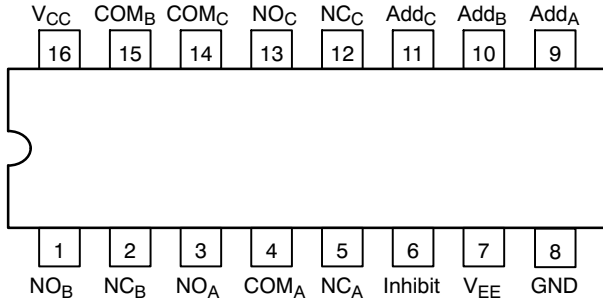 VCC COMB COMC NOC NCC AddC AddB AddA
16 15 14 13 12 11 10 9
1 2 3 4 5 6 7 8
NOB NCB NOA COMA NCA Inhibit VEE GND